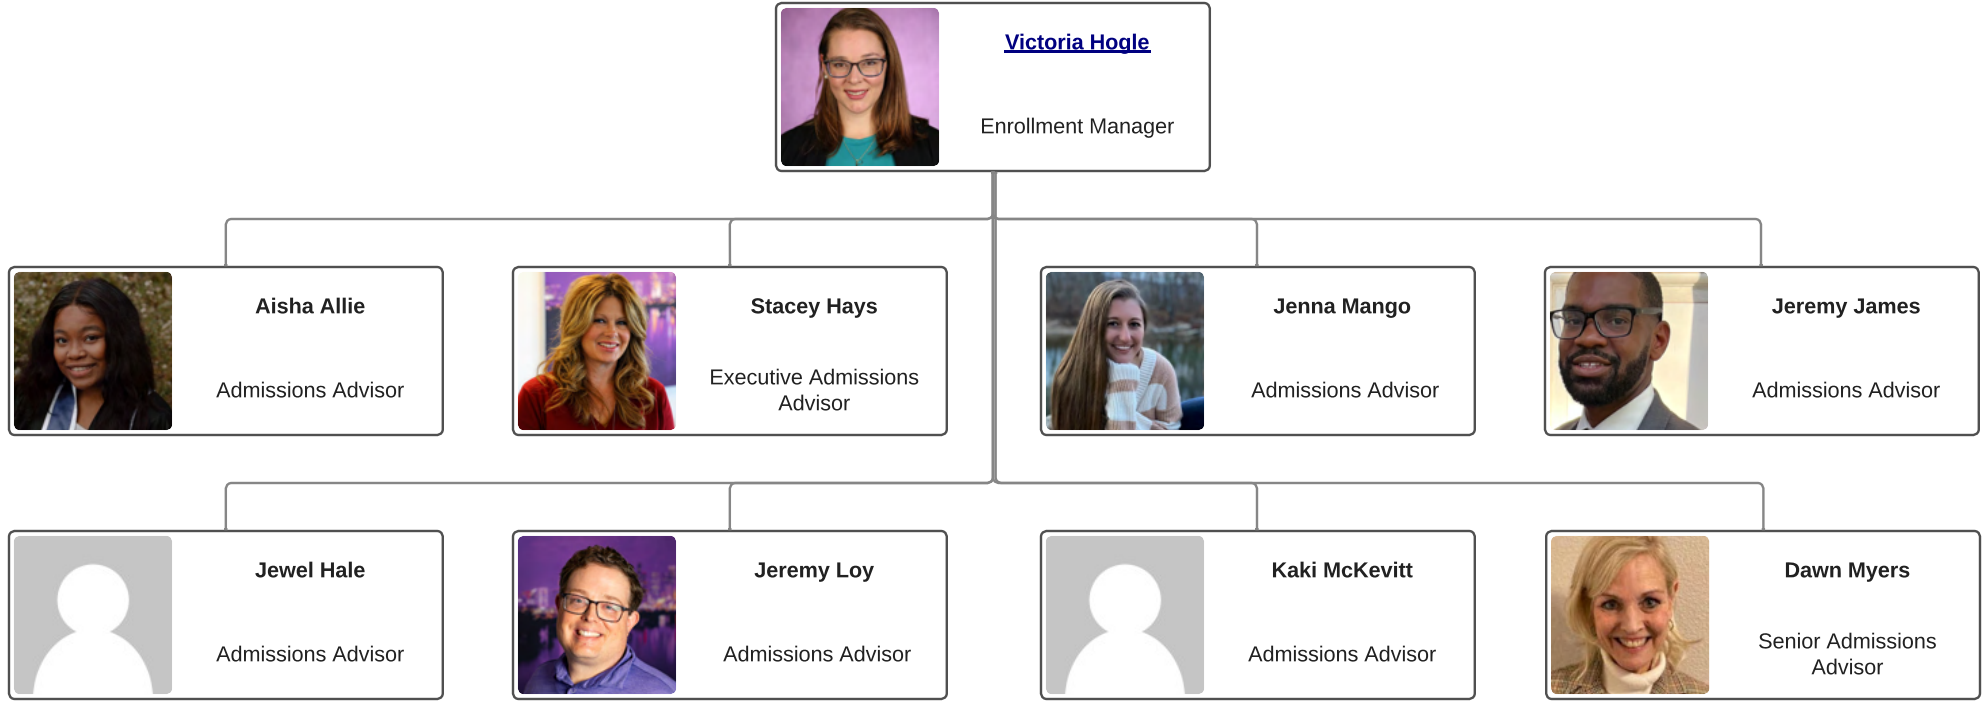 Victoria Hogle
Enrollment Manager
Aisha Allie
Admissions Advisor
Stacey Hays
Executive Admissions
Advisor
Jenna Mango
Admissions Advisor
Jeremy James
Admissions Advisor
Jewel Hale
Admissions Advisor
Jeremy Loy
Admissions Advisor
Kaki McKevitt
Admissions Advisor
Dawn Myers
Senior Admissions
Advisor